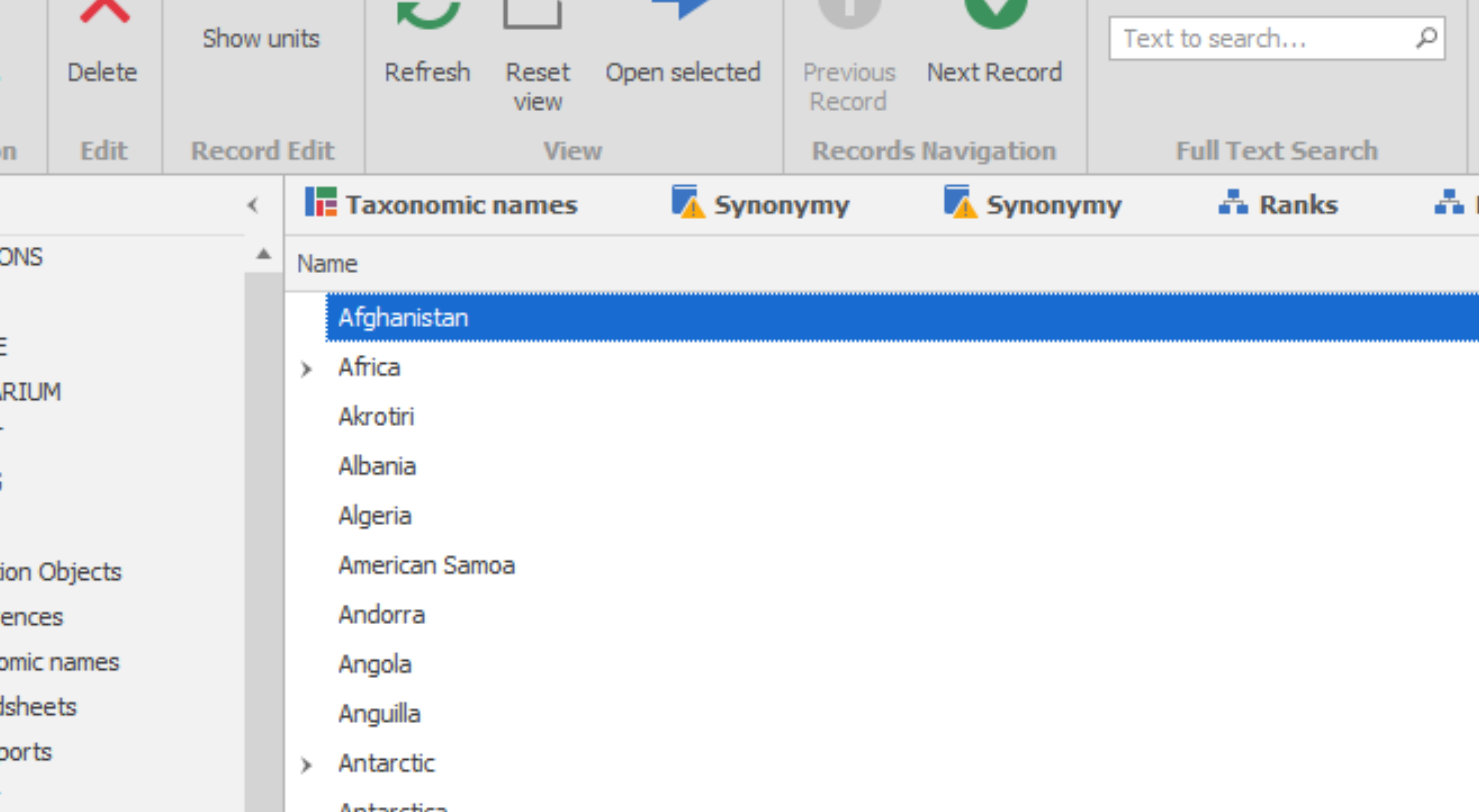 Show units
Text to search...
Delete
Refresh
Reset
view
Open selected
Previous
Record
Next Record
Edit
Record Edit
View
Records Navigation
Full Text Search
Taxonomic names
Synonymy
Synonymy
Ranks
ONS
Name
Afghanistan
Africa
ARIUM
Akrotiri
Albania
Algeria
American Samoa
ion Objects
Andorra
ences
omic names
Angola
dsheets
Anguilla
ports
Antarctic
Antarctica